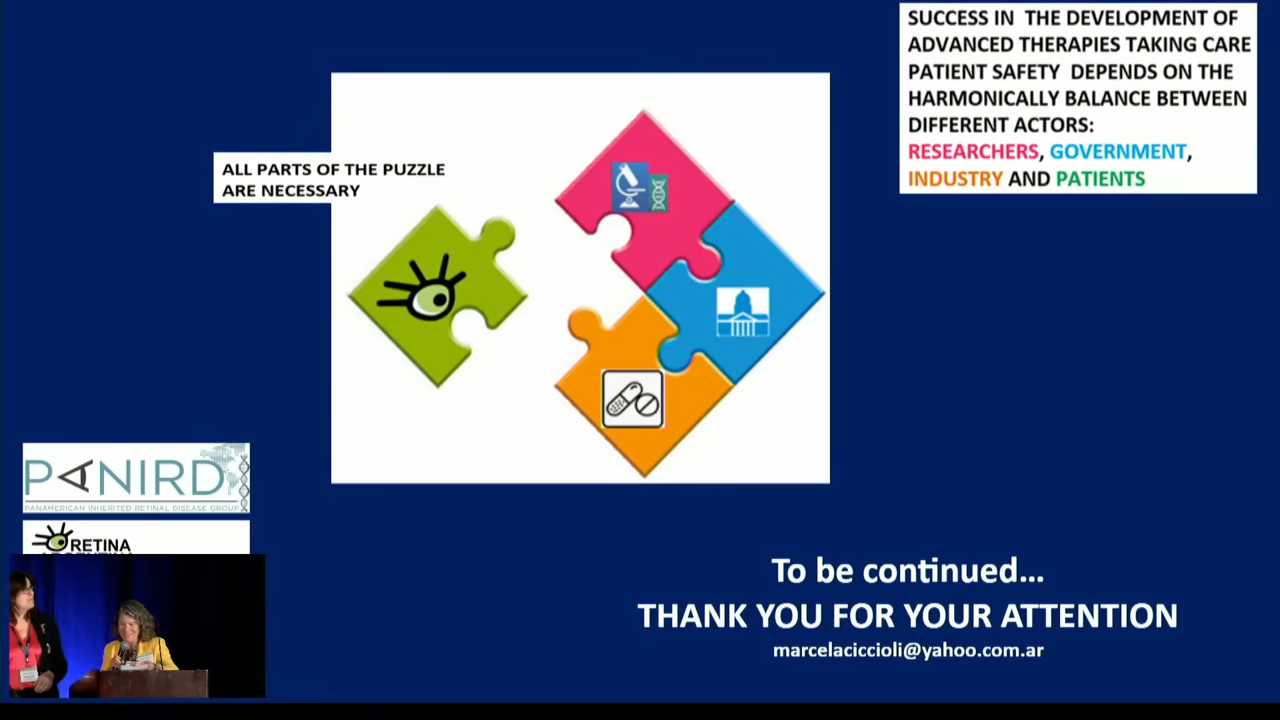 SUCCESS IN THE DEVELOPMENT OF
ADVANCED THERAPIES TAKING CARE
PATIENT SAFETY DEPENDS ON THE
HARMONICALLY BALANCE BETWEEN
DIFFERENT ACTORS:
RESEARCHERS, GOVERNMENT,
INDUSTRY AND PATIENTS
ALL PARTS OF THE PUZZLE
ARE NECESSARY
PANIRD
PANAMERICAN INHERITED RETINAL DISEASE GROUP
RETINA
To be continued...
THANK YOU FOR YOUR ATTENTION
marcelaciccioli@yahoo.com.ar